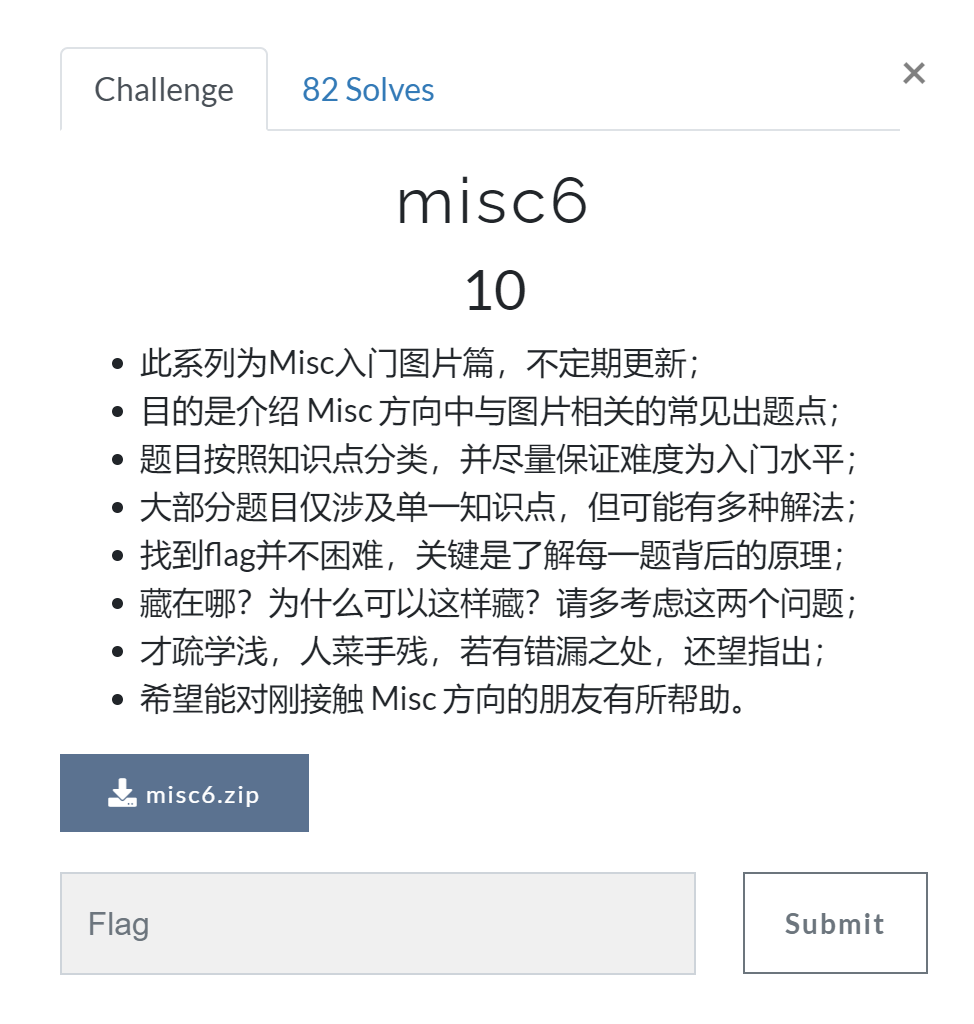 Challenge
82 Solves
×
misc6
10
此系列为Misc入门图片篇，不定期更新；
目的是介绍 Misc 方向中与图片相关的常见出题点；
题目按照知识点分类，并尽量保证难度为入门水平；
大部分题目仅涉及单一知识点，但可能有多种解法；
找到flag并不困难，关键是了解每一题背后的原理；
藏在哪？为什么可以这样藏？请多考虑这两个问题；
才疏学浅，人菜手残，若有错漏之处，还望指出；
希望能对刚接触 Misc 方向的朋友有所帮助。
misc6.zip
Flag
Submit